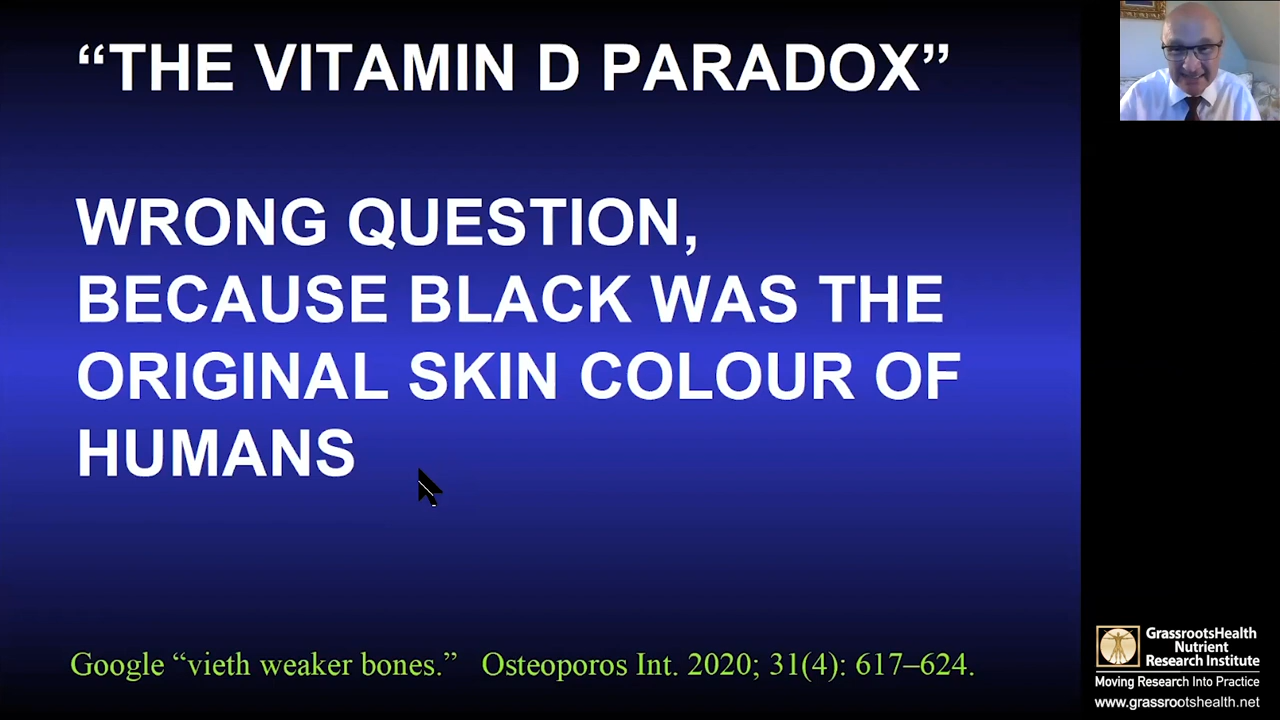 “THE VITAMIN D PARADOX”
WRONG QUESTION,
BECAUSE BLACK WAS THE
ORIGINAL SKIN COLOUR OF
HUMANS
Google “vieth weaker bones.” Osteoporos Int. 2020; 31(4): 617–624.
GrassrootsHealth
Nutrient
Research Institute
Moving Research Into Practice
www.grassrootshealth.net